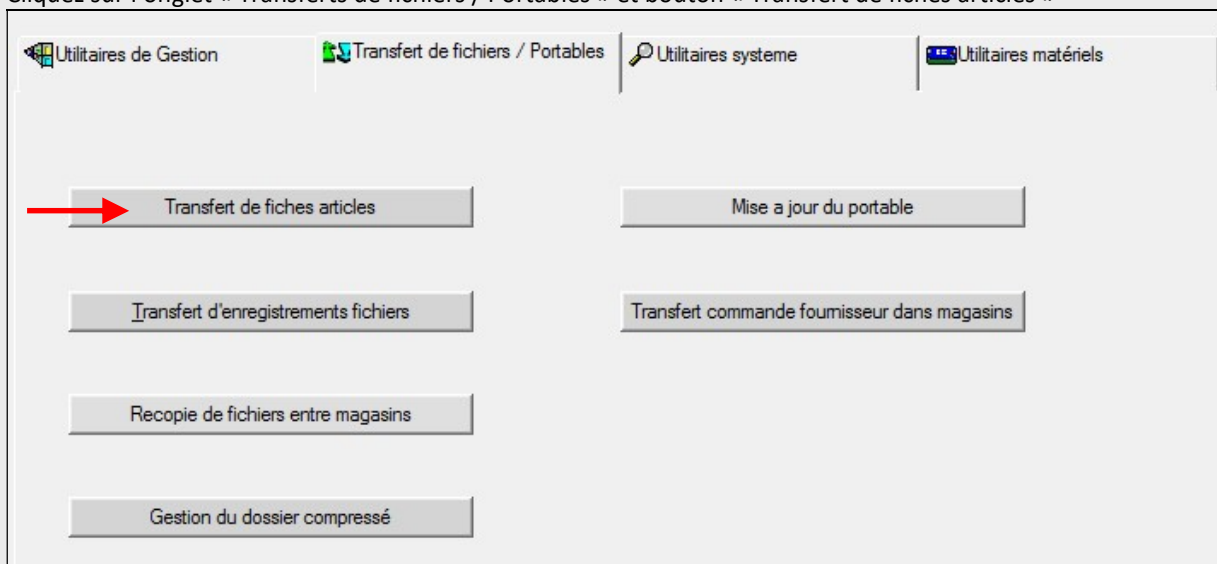 Cliquez sur l'onglet « Transferts de fichiers / Portables » et bouton « Transfert de fiches articles »
Utilitaires de Gestion
Transfert de fichiers / Portables
Utilitaires systeme
Utilitaires matériels
Transfert de fiches articles
Mise a jour du portable
Transfert d'enregistrements fichiers
Transfert commande fournisseur dans magasins
Recopie de fichiers entre magasins
Gestion du dossier compressé